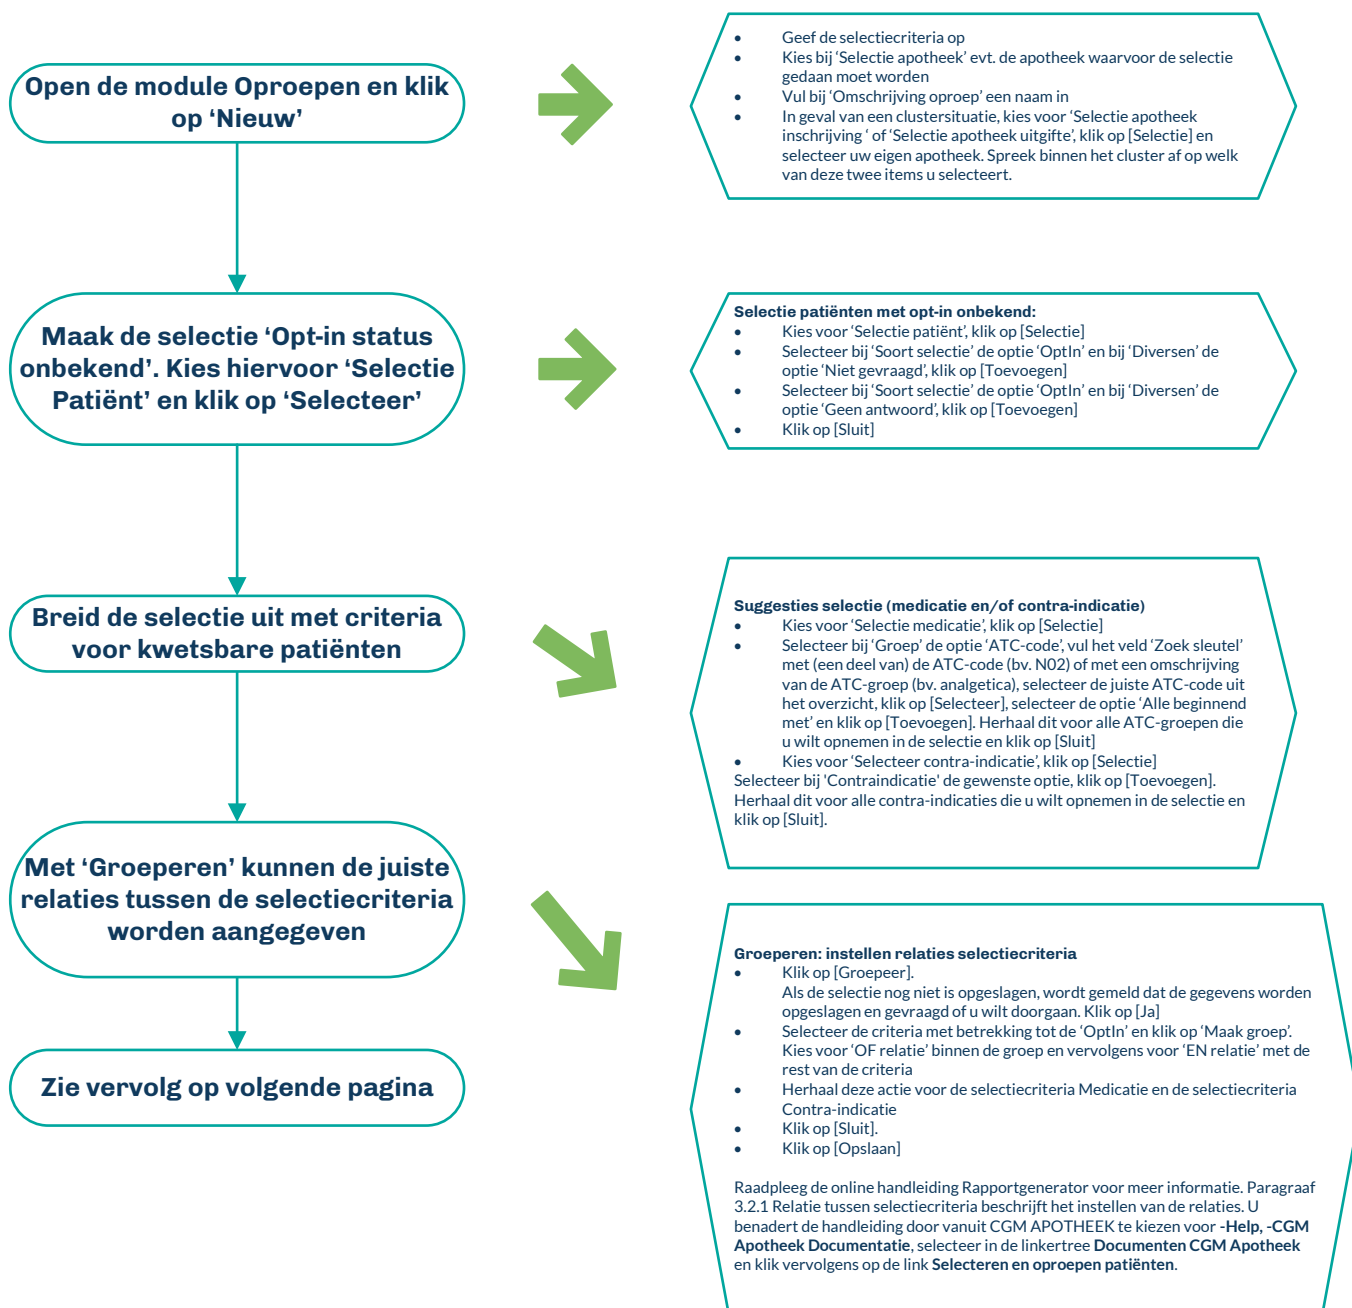 Open de module Oproepen en klik
op ‘Nieuw’
• Geef de selectiecriteria op
• Kies bij ‘Selectie apotheek’ evt. de apotheek waarvoor de selectie
gedaan moet worden
• Vul bij ‘Omschrijving oproep’ een naam in
• In geval van een clustersituatie, kies voor ‘Selectie apotheek
inschrijving ‘ of ‘Selectie apotheek uitgifte’, klik op [Selectie] en
selecteer uw eigen apotheek. Spreek binnen het cluster af op welk
van deze twee items u selecteert.
Maak de selectie ‘Opt-in status
onbekend’. Kies hiervoor ‘Selectie
Patiënt’ en klik op ‘Selecteer’
Selectie patiënten met opt-in onbekend:
• Kies voor ‘Selectie patiënt’, klik op [Selectie]
• Selecteer bij ‘Soort selectie’ de optie ‘OptIn’ en bij ‘Diversen’ de
optie ‘Niet gevraagd’, klik op [Toevoegen]
• Selecteer bij ‘Soort selectie’ de optie ‘OptIn’ en bij ‘Diversen’ de
optie ‘Geen antwoord’, klik op [Toevoegen]
• Klik op [Sluit]
Breid de selectie uit met criteria
voor kwetsbare patiënten
Suggesties selectie (medicatie en/of contra-indicatie)
• Kies voor ‘Selectie medicatie’, klik op [Selectie]
• Selecteer bij ‘Groep’ de optie ‘ATC-code’, vul het veld ‘Zoek sleutel’
met (een deel van) de ATC-code (bv. N02) of met een omschrijving
van de ATC-groep (bv. analgetica), selecteer de juiste ATC-code uit
het overzicht, klik op [Selecteer], selecteer de optie ‘Alle beginnend
met’ en klik op [Toevoegen]. Herhaal dit voor alle ATC-groepen die
u wilt opnemen in de selectie en klik op [Sluit]
• Kies voor ‘Selecteer contra-indicatie’, klik op [Selectie]
Selecteer bij 'Contraindicatie' de gewenste optie, klik op [Toevoegen].
Herhaal dit voor alle contra-indicaties die u wilt opnemen in de selectie en
klik op [Sluit].
Met ‘Groeperen’ kunnen de juiste
relaties tussen de selectiecriteria
worden aangegeven
Groeperen: instellen relaties selectiecriteria
• Klik op [Groepeer].
Als de selectie nog niet is opgeslagen, wordt gemeld dat de gegevens worden
opgeslagen en gevraagd of u wilt doorgaan. Klik op [Ja]
• Selecteer de criteria met betrekking tot de ‘OptIn’ en klik op ‘Maak groep’.
Kies voor ‘OF relatie’ binnen de groep en vervolgens voor ‘EN relatie’ met de
rest van de criteria
• Herhaal deze actie voor de selectiecriteria Medicatie en de selectiecriteria
Contra-indicatie
• Klik op [Sluit].
• Klik op [Opslaan]
Raadpleeg de online handleiding Rapportgenerator voor meer informatie. Paragraaf
3.2.1 Relatie tussen selectiecriteria beschrijft het instellen van de relaties. U
benadert de handleiding door vanuit CGM APOTHEEK te kiezen voor -Help, -CGM
Apotheek Documentatie, selecteer in de linkertree Documenten CGM Apotheek
en klik vervolgens op de link Selecteren en oproepen patiënten.
Zie vervolg op volgende pagina